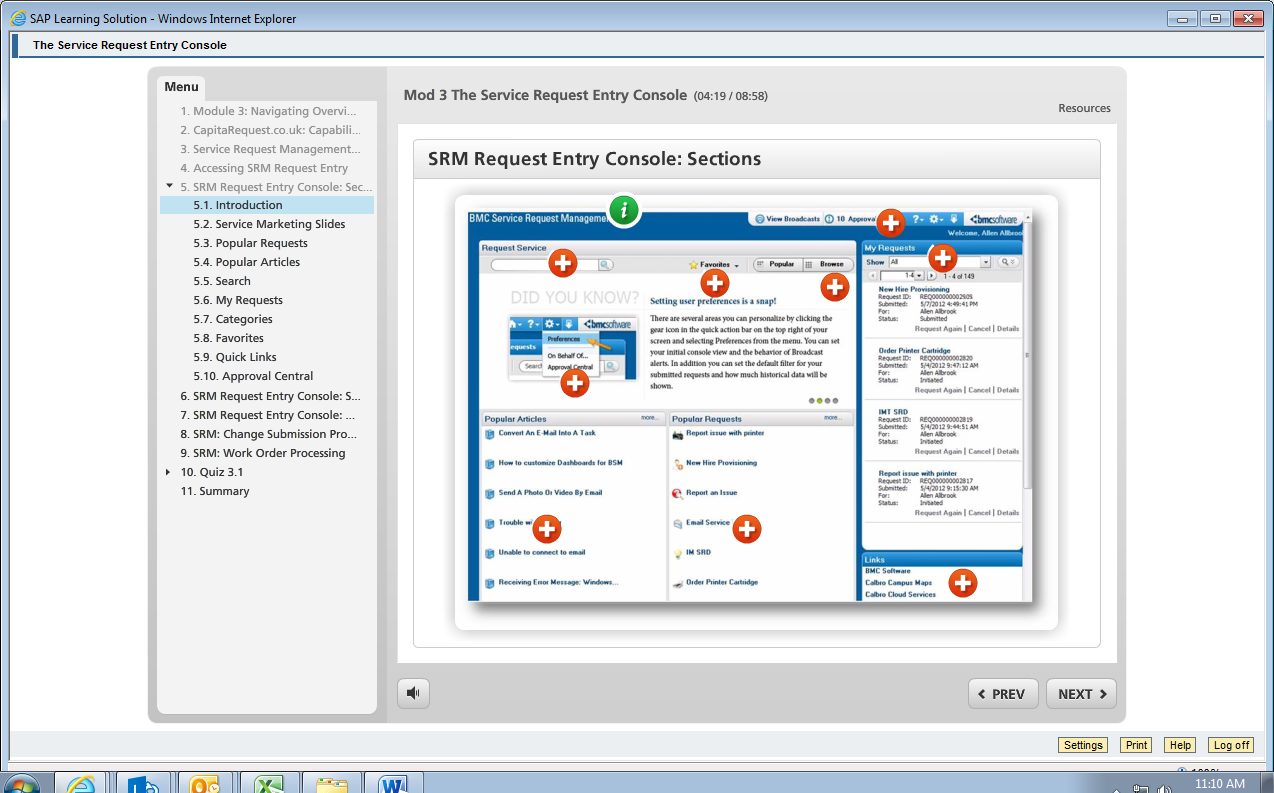 SAP Learning Solution - Windows Internet Explorer
The Service Request Entry Console
Menu
1. Module 3: Navigating Overvi...
2. CapitaRequest.co.uk: Capabili...
3. Service Request Management...
4. Accessing SRM Request Entry
5. SRM Request Entry Console: Sec...
5.1. Introduction
5.2. Service Marketing Slides
5.3. Popular Requests
5.4. Popular Articles
5.5. Search
5.6. My Requests
5.7. Categories
5.8. Favorites
5.9. Quick Links
5.10. Approval Central
6. SRM Request Entry Console: S...
7. SRM Request Entry Console: ...
8. SRM: Change Submission Pro...
9. SRM: Work Order Processing
10. Quiz 3.1
11. Summary
Mod 3 The Service Request Entry Console (04:19 / 08:58)
Resources
SRM Request Entry Console: Sections
BMC Service Request Manageme
View Broadcasts
10 Approva
bmcsoftware
Welcome, Allen Allbroo
Request Service
Favorites
Popular
Browse
DID YOU KNOW?
bmcsoftware
equests
Preferences
On Behalf Of...
Approval Central
Searc
Setting user preferences is a snap!
There are several areas you can personalize by clicking the
gear icon in the quick action bar on the top right of your
screen and selecting Preferences from the menu. You can set
your initial console view and the behavior of Broadcast
alerts. In addition you can set the default filter for your
submitted requests and how much historical data will be
shown.
Popular Articles more...
Convert An E-Mail Into A Task
How to customize Dashboards for BSM
Send A Photo Or Video By Email
Trouble wi
Unable to connect to email
Receiving Error Message: Windows...
Popular Requests more...
Report issue with printer
New Hire Provisioning
Report an Issue
Email Service
IM SRD
Order Printer Cartridge
My Requests
Show All
1-4 1 - 4 of 149
New Hire Provisioning
Request ID: REQ000000002905
Submitted: 5/7/2012 4:49:41 PM
For: Allen Allbrook
Status: Submitted
Request Again | Cancel | Details
Order Printer Cartridge
Request ID: REQ000000002820
Submitted: 5/4/2012 9:47:12 AM
For: Allen Allbrook
Status: Initiated
Request Again | Cancel | Details
IMT SRD
Request ID: REQ000000002819
Submitted: 5/4/2012 9:44:51 AM
For: Allen Allbrook
Status: Initiated
Request Again | Cancel | Details
Report issue with printer
Request ID: REQ000000002817
Submitted: 5/4/2012 9:15:30 AM
For: Allen Allbrook
Status: Initiated
Request Again | Cancel | Details
Links
BMC Software
Calbro Campus Maps
Calbro Cloud Services
PREV
NEXT
Settings
Print
Help
Log off
11:10 AM